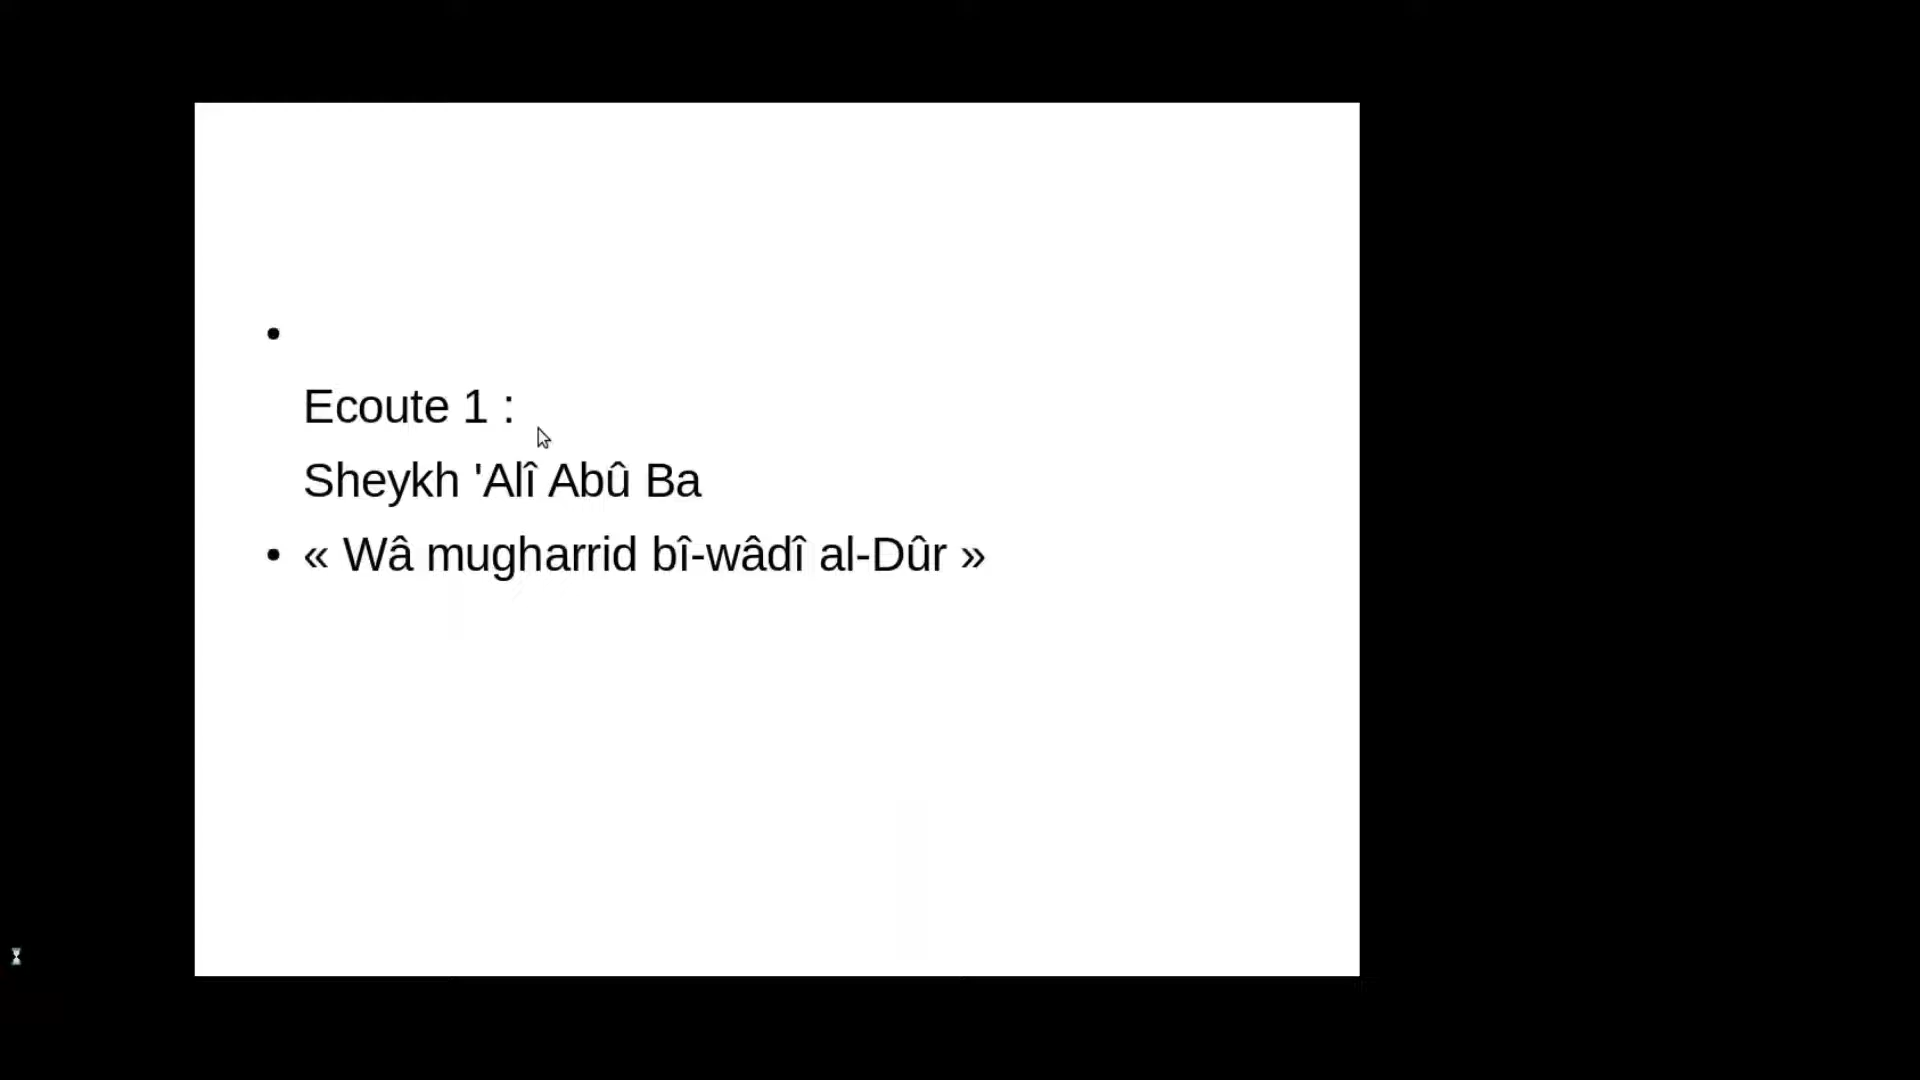 •
Ecoute 1 :
Sheykh 'Alî Abû Ba
• « Wâ mugharrid bî-wâdî al-Dûr »